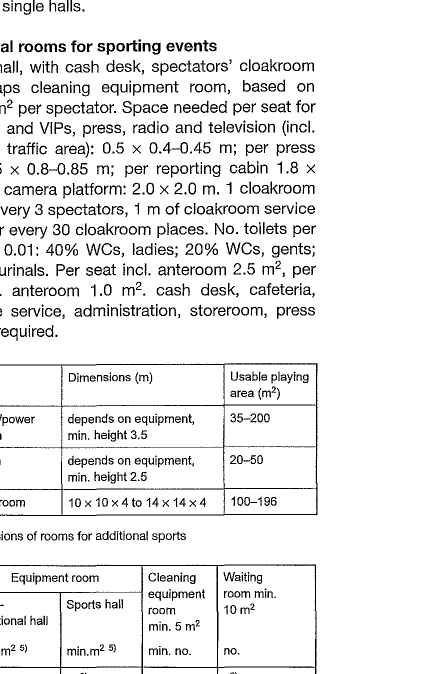 single halls.
al rooms for sporting events
all, with cash desk, spectators' cloakroom
aps cleaning equipment room, based on
m² per spectator. Space needed per seat for
and VIPs, press, radio and television (incl.
traffic area): 0.5 × 0.4–0.45 m; per press
× 0.8–0.85 m; per reporting cabin 1.8 ×
camera platform: 2.0 × 2.0 m. 1 cloakroom
very 3 spectators, 1 m of cloakroom service
r every 30 cloakroom places. No. toilets per
0.01: 40% WCs, ladies; 20% WCs, gents;
urinals. Per seat incl. anteroom 2.5 m², per
. anteroom 1.0 m². cash desk, cafeteria,
e service, administration, storeroom, press
required.
Dimensions (m) Usable playing
area (m²)
/power depends on equipment, 35–200
min. height 3.5
depends on equipment, 20–50
min. height 2.5
room 10 × 10 × 4 to 14 × 14 × 4 100–196
ions of rooms for additional sports
Equipment room Cleaning Waiting
equipment room min.
- Sports hall room 10 m²
ional hall min. 5 m²
m² 5) min.m² 5) min. no. no.